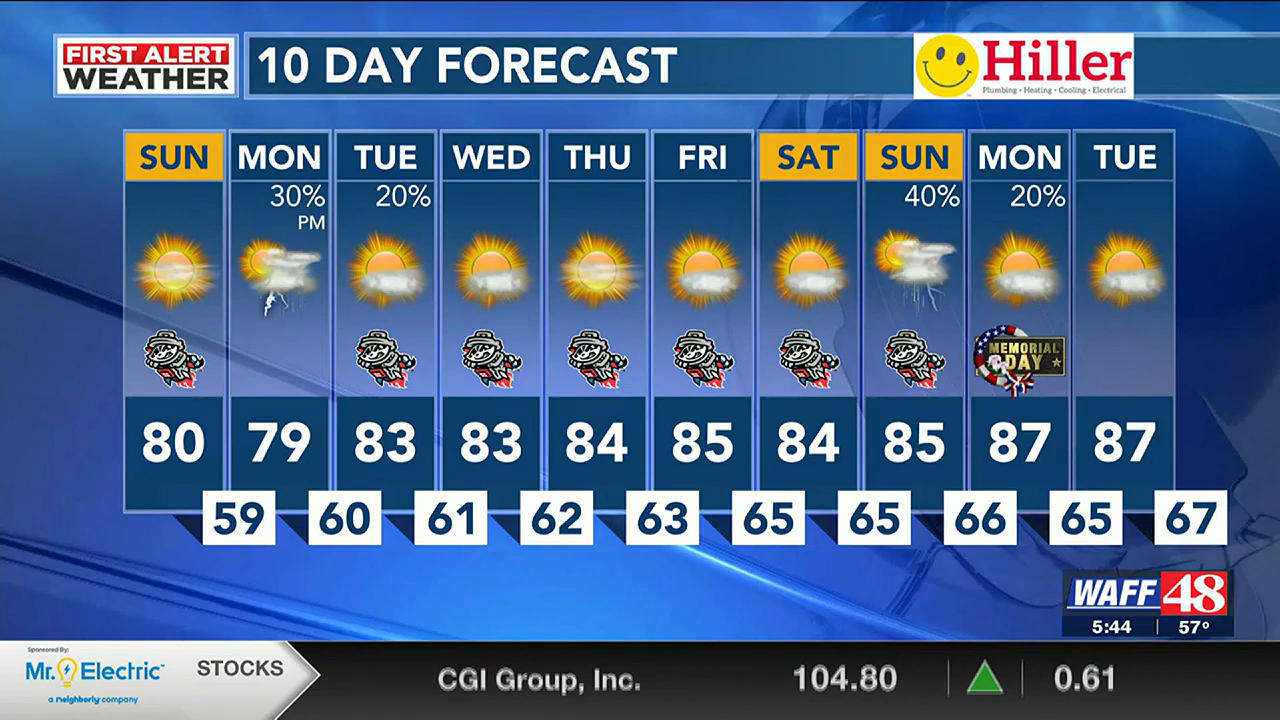 FIRST ALERT
WEATHER
10 DAY FORECAST
Hiller
Plumbing • Heating • Cooling • Electrical
SUN MON TUE WED THU FRI SAT SUN MON TUE
30% 20% 40% 20%
PM
MEMORIAL
DAY
80 79 83 83 84 85 84 85 87 87
59 60 61 62 63 65 65 66 65 67
WAFF 48
5:44 | 57°
Sponsored By:
Mr. Electric
a neighborly company
STOCKS
CGI Group, Inc. 104.80 0.61